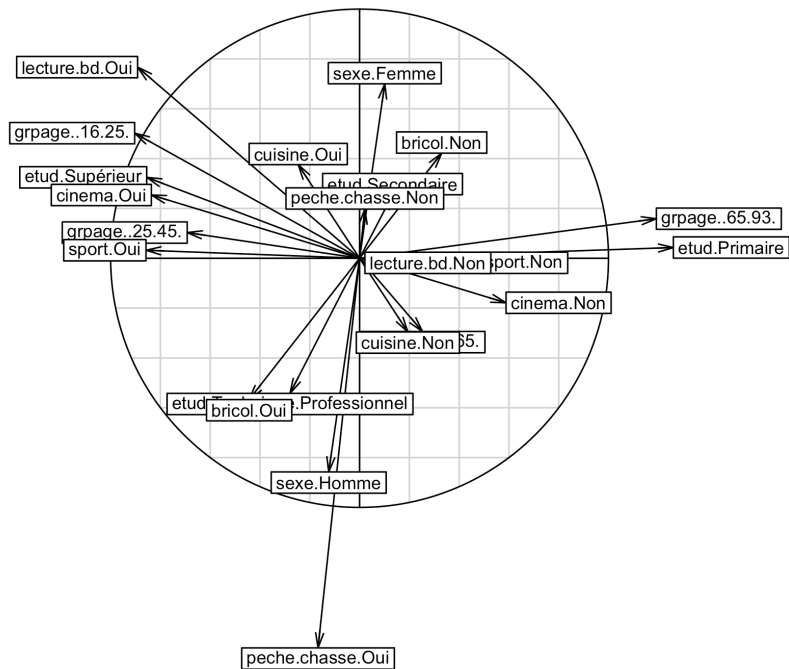 lecture.bd.Oui
sexe.Femme
grpage..16.25.
bricol.Non
cuisine.Oui
etud.Supérieur
etud.Secondaire
cinema.Oui
peche.chasse.Non
grpage..65.93.
grpage..25.45.
sport.Oui
etud.Primaire
lecture.bd.Non
sport.Non
cinema.Non
cuisine.Non
65.
.Professionnel
bricol.Oui
sexe.Homme
peche.chasse.Oui